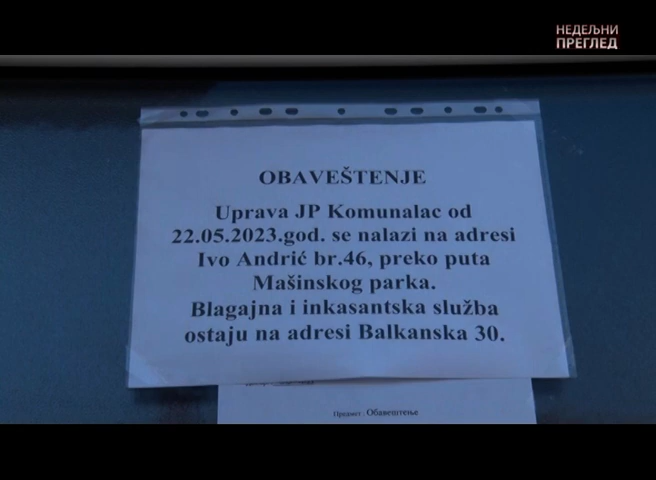 НЕДЕЉНИ
ПРЕГЛЕД
OBAVEŠTENJE
Uprava JP Komunalac od
22.05.2023.god. se nalazi na adresi
Ivo Andrić br.46, preko puta
Mašinskog parka.
Blagajna i inkasantska služba
ostaju na adresi Balkanska 30.
Предмет : Обавештење